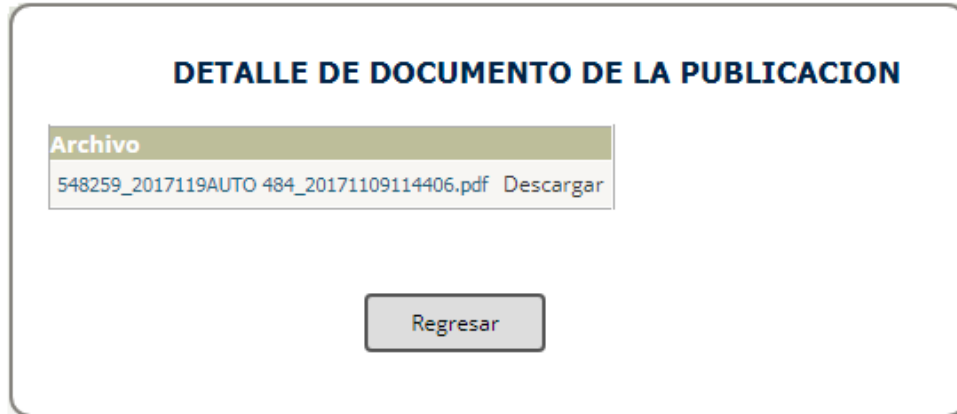 DETALLE DE DOCUMENTO DE LA PUBLICACION
Archivo
548259_2017119AUTO 484_20171109114406.pdf Descargar
Regresar